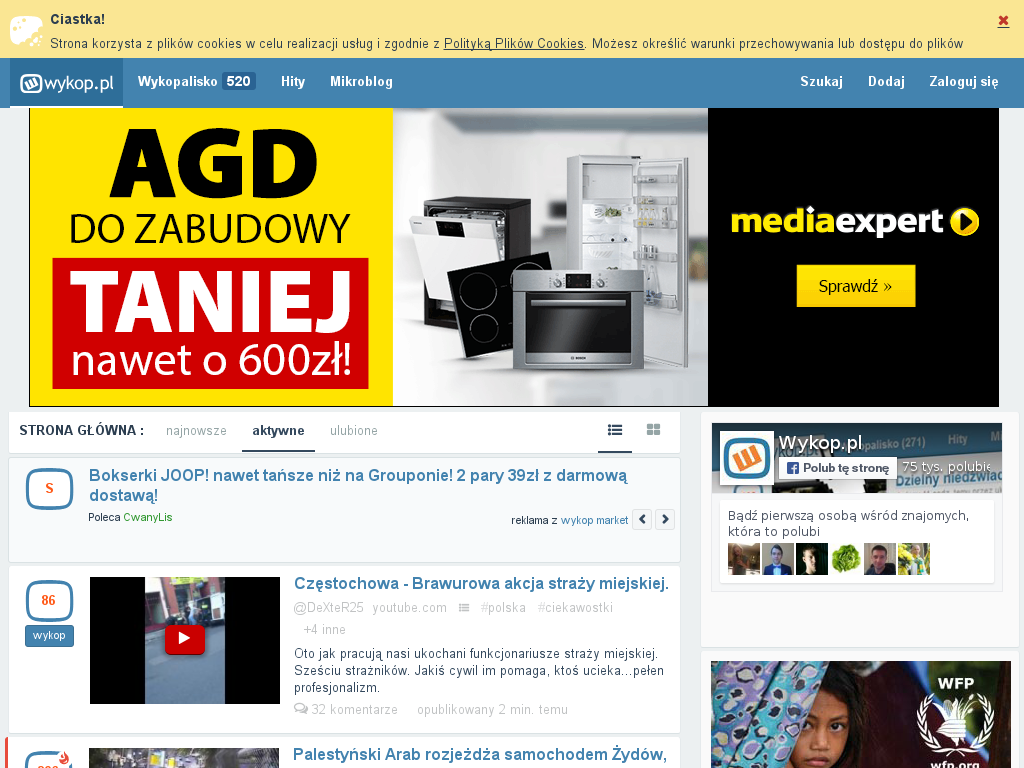 Ciastka!
Strona korzysta z plików cookies w celu realizacji usług i zgodnie z Polityką Plików Cookies. Możesz określić warunki przechowywania lub dostępu do plików
wykop.pl Wykopalisko 520 Hity Mikroblog Szukaj Dodaj Zaloguj się
AGD
DO ZABUDOWY
TANIEJ
nawet o 600zł!
mediaexpert
Sprawdź »
STRONA GŁÓWNA : najnowsze aktywne ulubione
S
Bokserki JOOP! nawet tańsze niż na Grouponie! 2 pary 39zł z darmową
dostawą!
Poleca CwanyLis
reklama z wykop market
86
wykop
Częstochowa - Brawurowa akcja straży miejskiej.
@DeXteR25 youtube.com #polska #ciekawostki
+4 inne
Oto jak pracują nasi ukochani funkcjonariusze straży miejskiej.
Sześciu strażników. Jakiś cywil im pomaga, ktoś ucieka...pełen
profesjonalizm.
32 komentarze opublikowany 2 min. temu
Palestyński Arab rozjeżdża samochodem Żydów,
Wykop.pl
Polub tę stronę 75 tys. polubie
Bądź pierwszą osobą wśród znajomych,
która to polubi
WFP
wfp.org